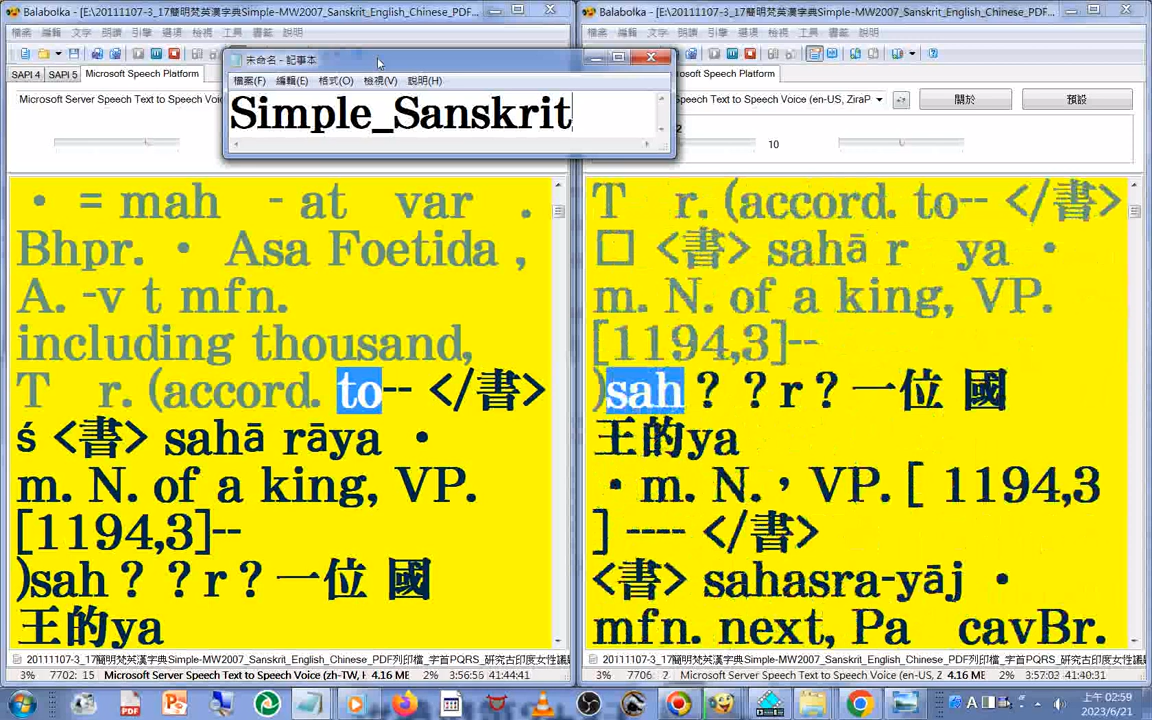 Balabolka - [E:\20111107-3_17簡明梵英漢字典Simple-MW2007_Sanskrit_English_Chinese_PDF...
檔案 編輯 文字 朗讀 引擎 選項 檢視 工具 書籤 說明
SAPI 4 SAPI 5 Microsoft Speech Platform
Microsoft Server Speech Text to Speech Voi
未命名 - 記事本
檔案(F) 編輯(E) 格式(O) 檢視(V) 說明(H)
Simple_Sanskrit
• = mah - at var .
Bhpr. • Asa Foetida ,
A. -v t mfn.
including thousand,
T r. (accord. to-- </書>
ś <書> sahā rāya •
m. N. of a king, VP.
[1194,3]--
)sah？？r？一位 國
王的ya
20111107-3_17簡明梵英漢字典Simple-MW2007_Sanskrit_English_Chinese_PDF列印檔_字首PQRS_研究古印度女性議
3% 7702: 15 Microsoft Server Speech Text to Speech Voice (zh-TW, 4.16 ME 2% 3:56:55 41:44:41
Balabolka - [E:\20111107-3_17簡明梵英漢字典Simple-MW2007_Sanskrit_English_Chinese_PDF...
檔案 編輯 文字 朗讀 引擎 選項 檢視 工具 書籤 說明
Speech Platform
Speech Text to Speech Voice (en-US, ZiraP 關於 預設
2
10
T r. (accord. to-- </書>
□ <書> sahā r ya •
m. N. of a king, VP.
[1194,3]--
)sah？？r？一位 國
王的ya
•m. N.，VP. [ 1194,3
] ---- </書>
<書> sahasra-yāj •
mfn. next, Pa cavBr.
20111107-3_17簡明梵英漢字典Simple-MW2007_Sanskrit_English_Chinese_PDF列印檔_字首PQRS_研究古印度女性議
3% 7706: Microsoft Server Speech Text to Speech Voice (en-US, 4.16 MB 2% 3:57:02 41:40:31
上午 02:59
2023/6/21